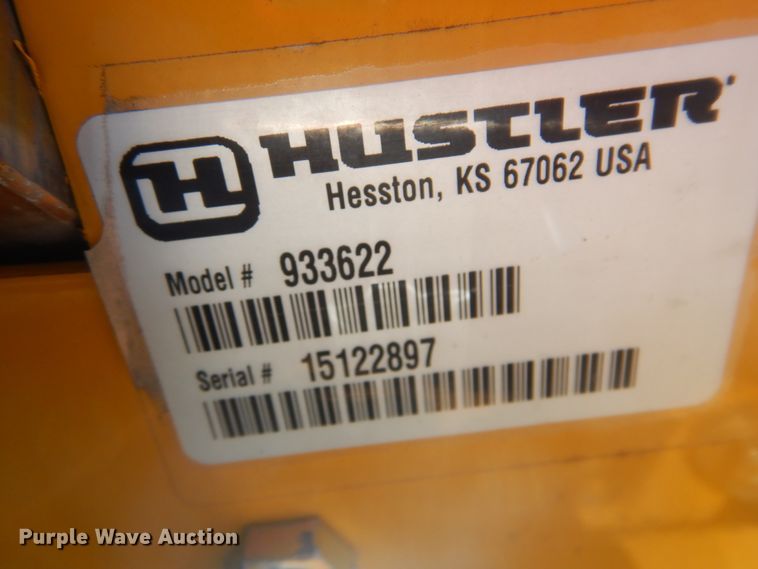 H HUSTLER
Hesston, KS 67062 USA
Model # 933622
Serial # 15122897
Purple Wave Auction